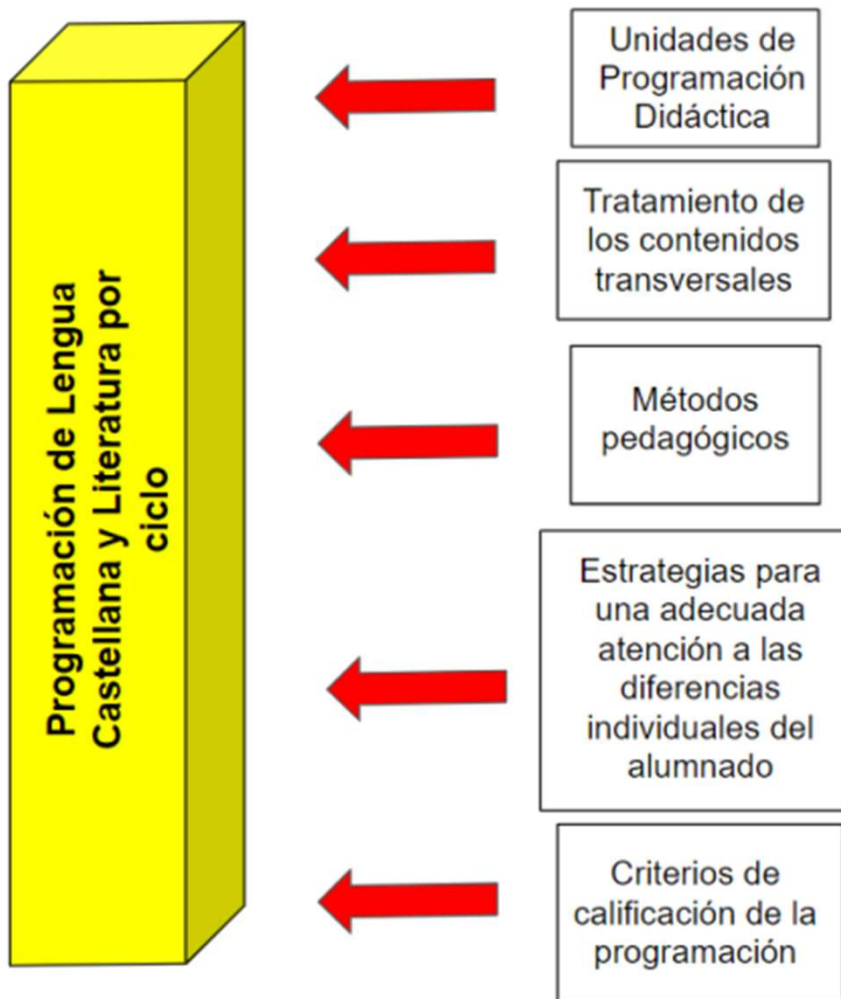 Programación de Lengua
Castellana y Literatura por
ciclo
Unidades de
Programación
Didáctica
Tratamiento de
los contenidos
transversales
Métodos
pedagógicos
Estrategias para
una adecuada
atención a las
diferencias
individuales del
alumnado
Criterios de
calificación de la
programación